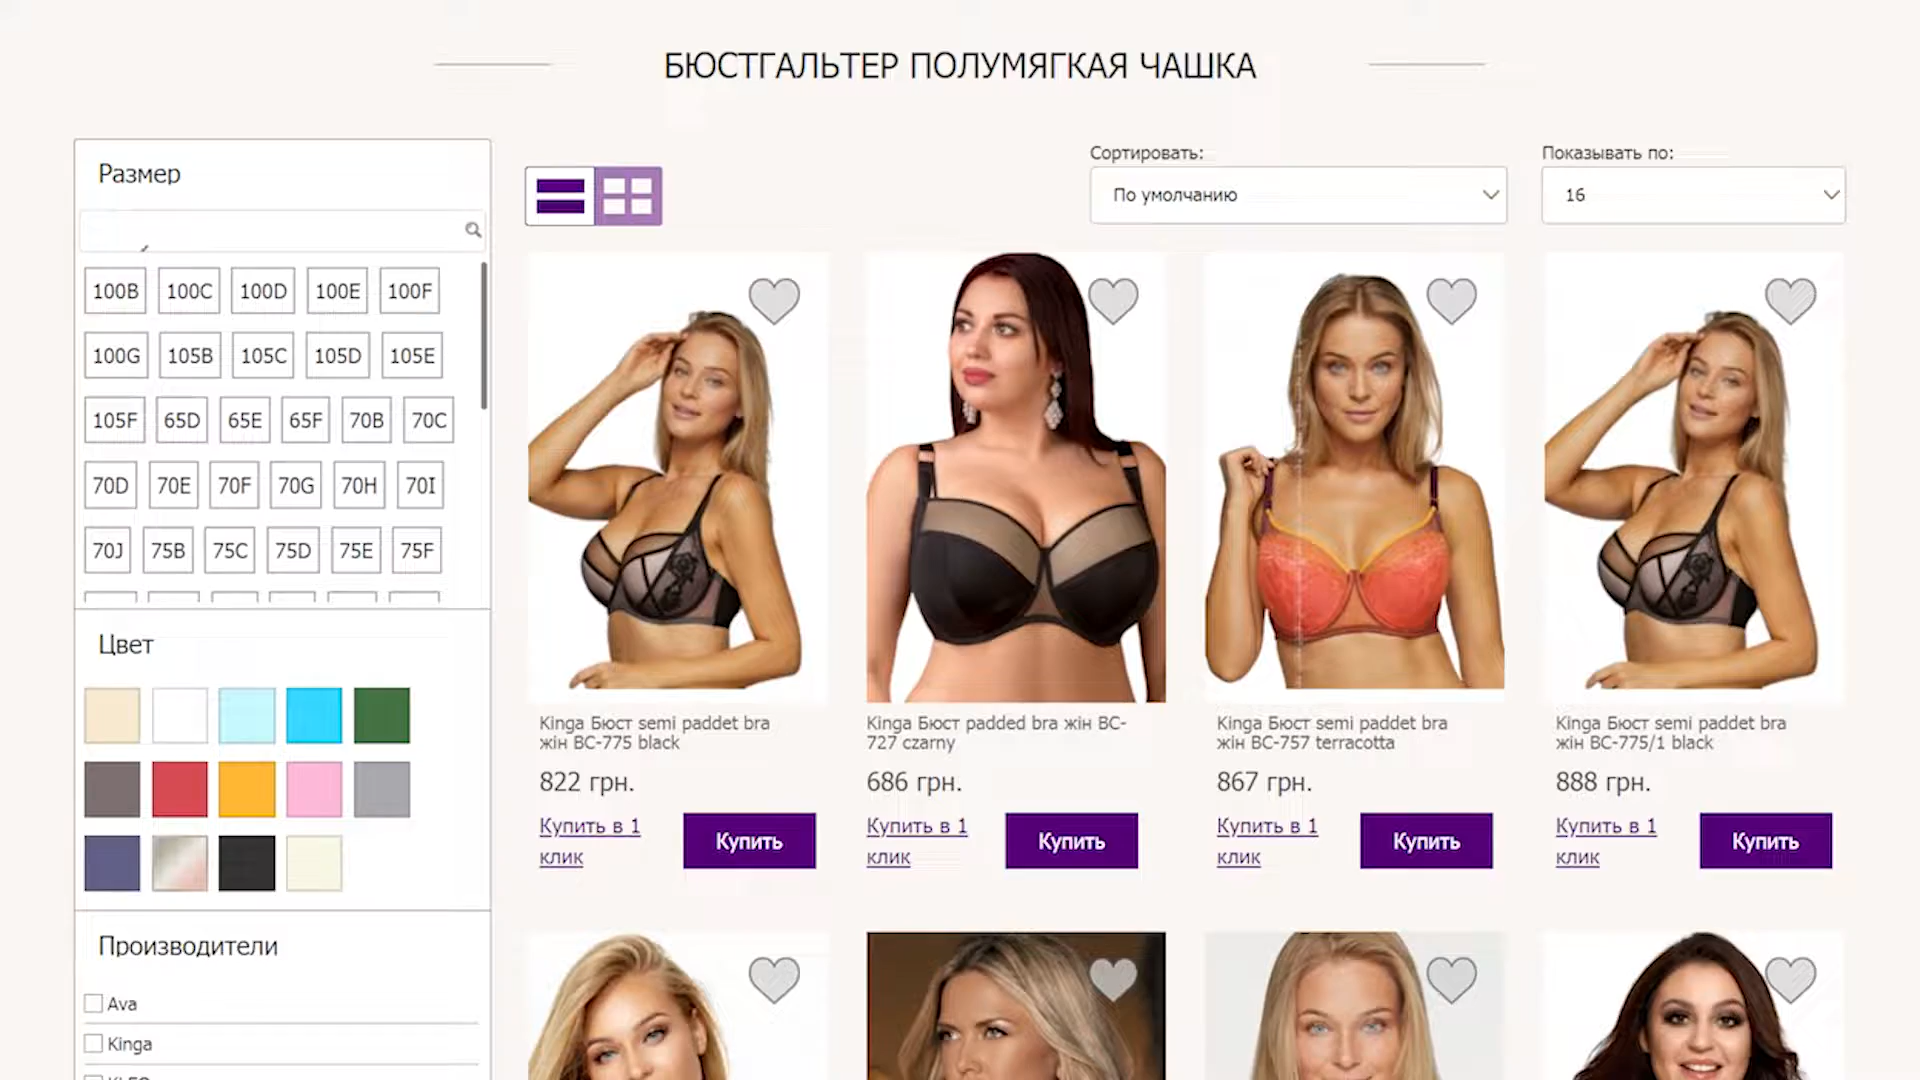 БЮСТГАЛЬТЕР ПОЛУМЯГКАЯ ЧАШКА
Размер
100B 100C 100D 100E 100F
100G 105B 105C 105D 105E
105F 65D 65E 65F 70B 70C
70D 70E 70F 70G 70H 70I
70J 75B 75C 75D 75E 75F
Цвет
Производители
Ava
Kinga
Сортировать:
По умолчанию
Показывать по:
16
Kinga Бюст semi paddet bra
жін BC-775 black
822 грн.
Купить в 1
клик
Купить
Kinga Бюст padded bra жін BC-
727 czarny
686 грн.
Купить в 1
клик
Купить
Kinga Бюст semi paddet bra
жін BC-757 terracotta
867 грн.
Купить в 1
клик
Купить
Kinga Бюст semi paddet bra
жін BC-775/1 black
888 грн.
Купить в 1
клик
Купить